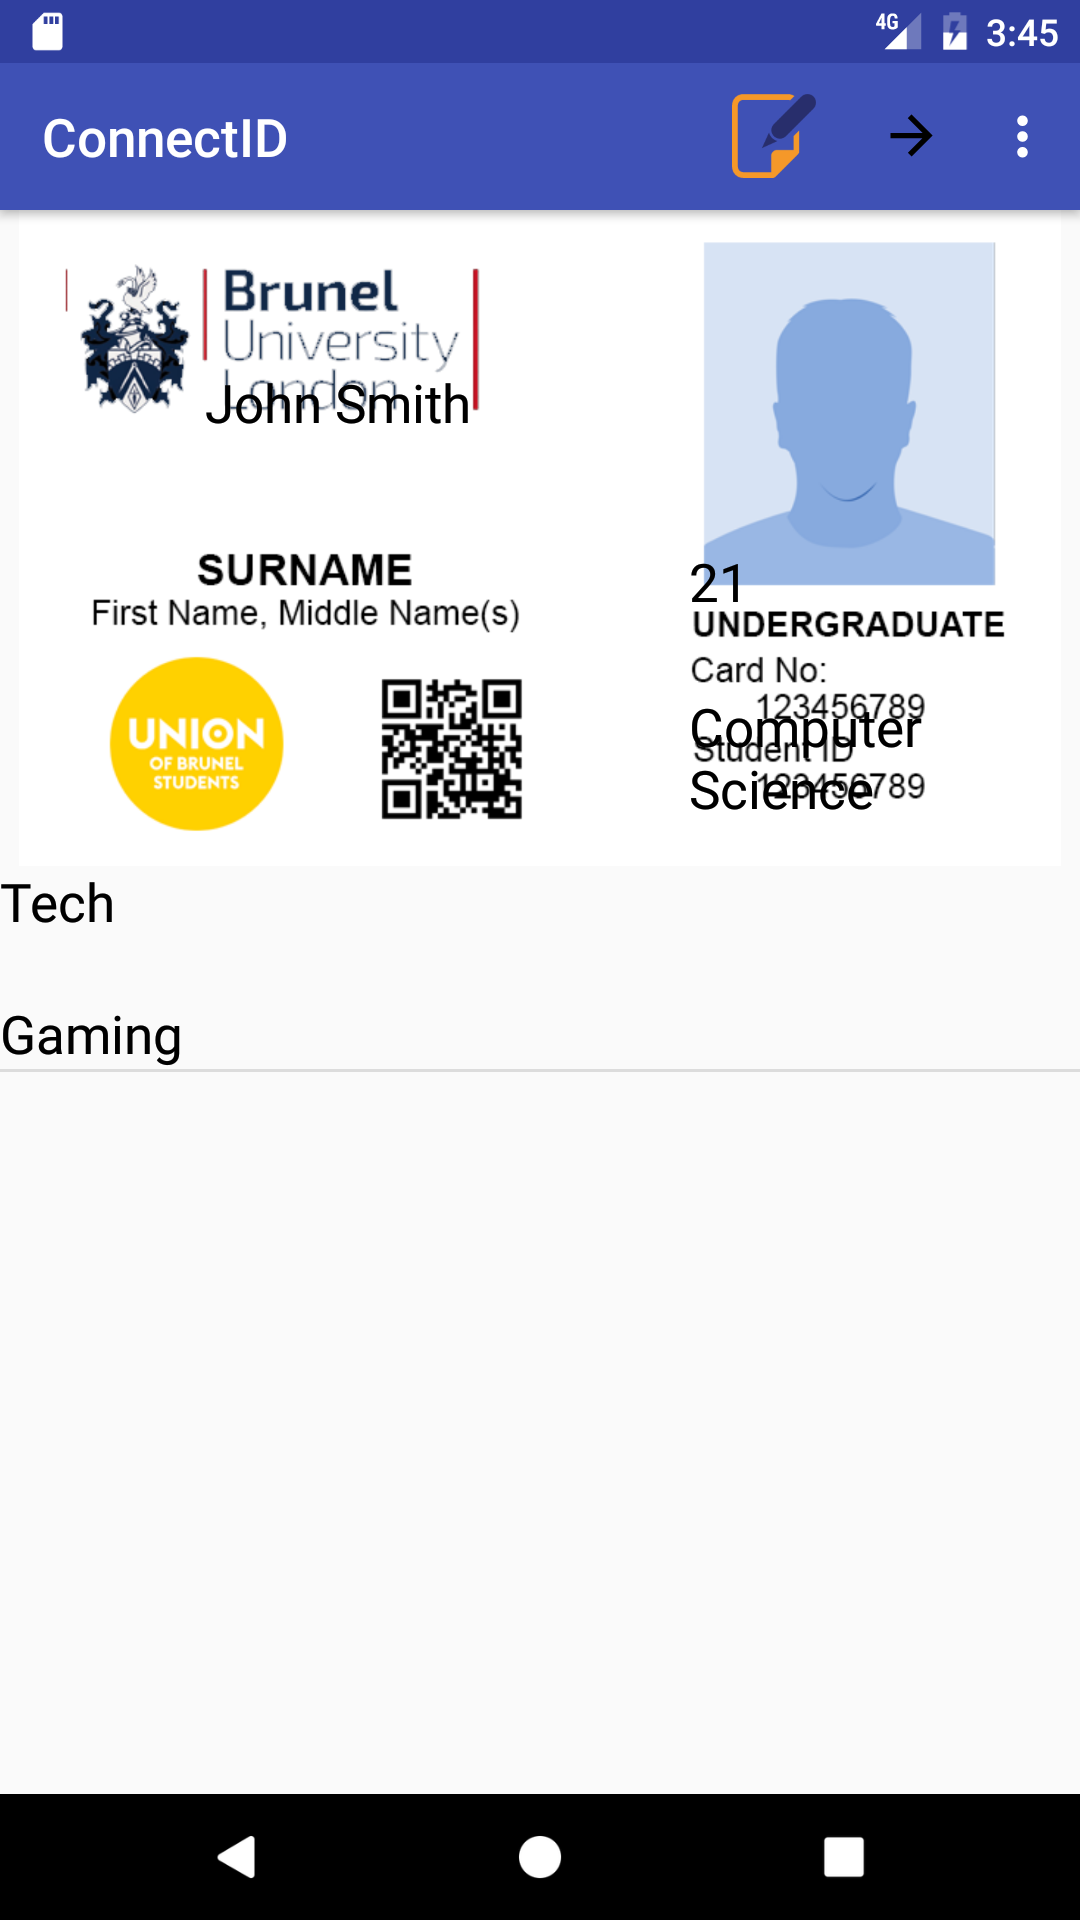 4G 3:45
ConnectID
Brunel
University
London
John Smith
SURNAME
First Name, Middle Name(s)
UNION
OF BRUNEL
STUDENTS
21
UNDERGRADUATE
Card No:
123456789
Computer
Student ID
Science
123456789
Tech
Gaming